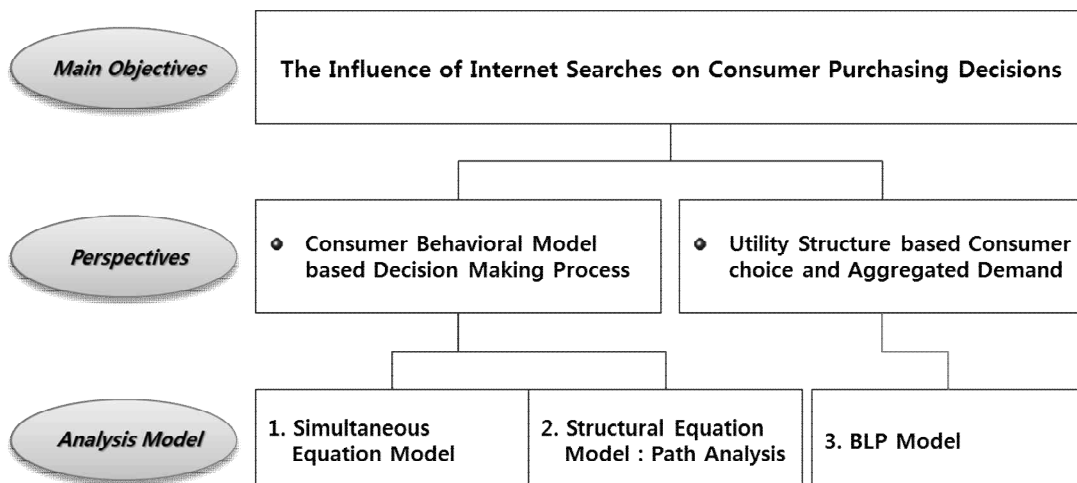 Main Objectives
The Influence of Internet Searches on Consumer Purchasing Decisions
Perspectives
Consumer Behavioral Model
based Decision Making Process
Utility Structure based Consumer
choice and Aggregated Demand
Analysis Model
1. Simultaneous
Equation Model
2. Structural Equation
Model : Path Analysis
3. BLP Model